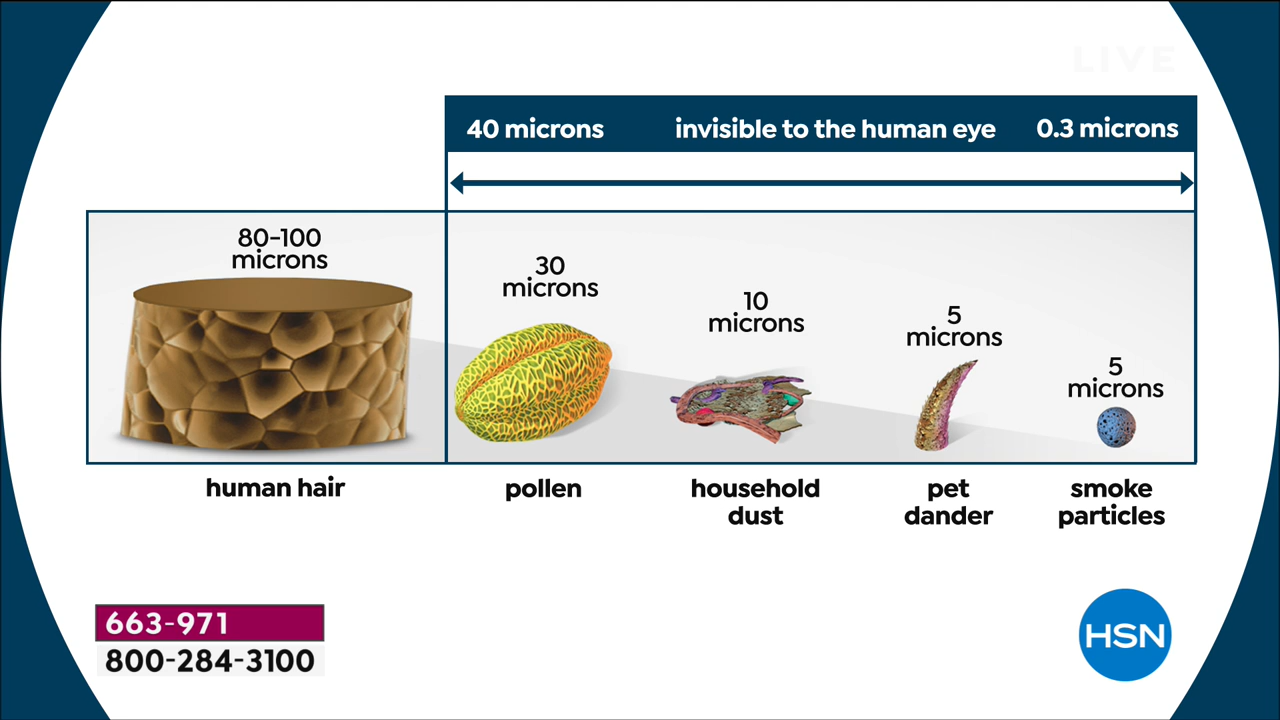 LIVE
40 microns invisible to the human eye 0.3 microns
80-100
microns
30
microns
10
microns
5
microns
5
microns
human hair
pollen
household
dust
pet
dander
smoke
particles
663-971
800-284-3100
HSN